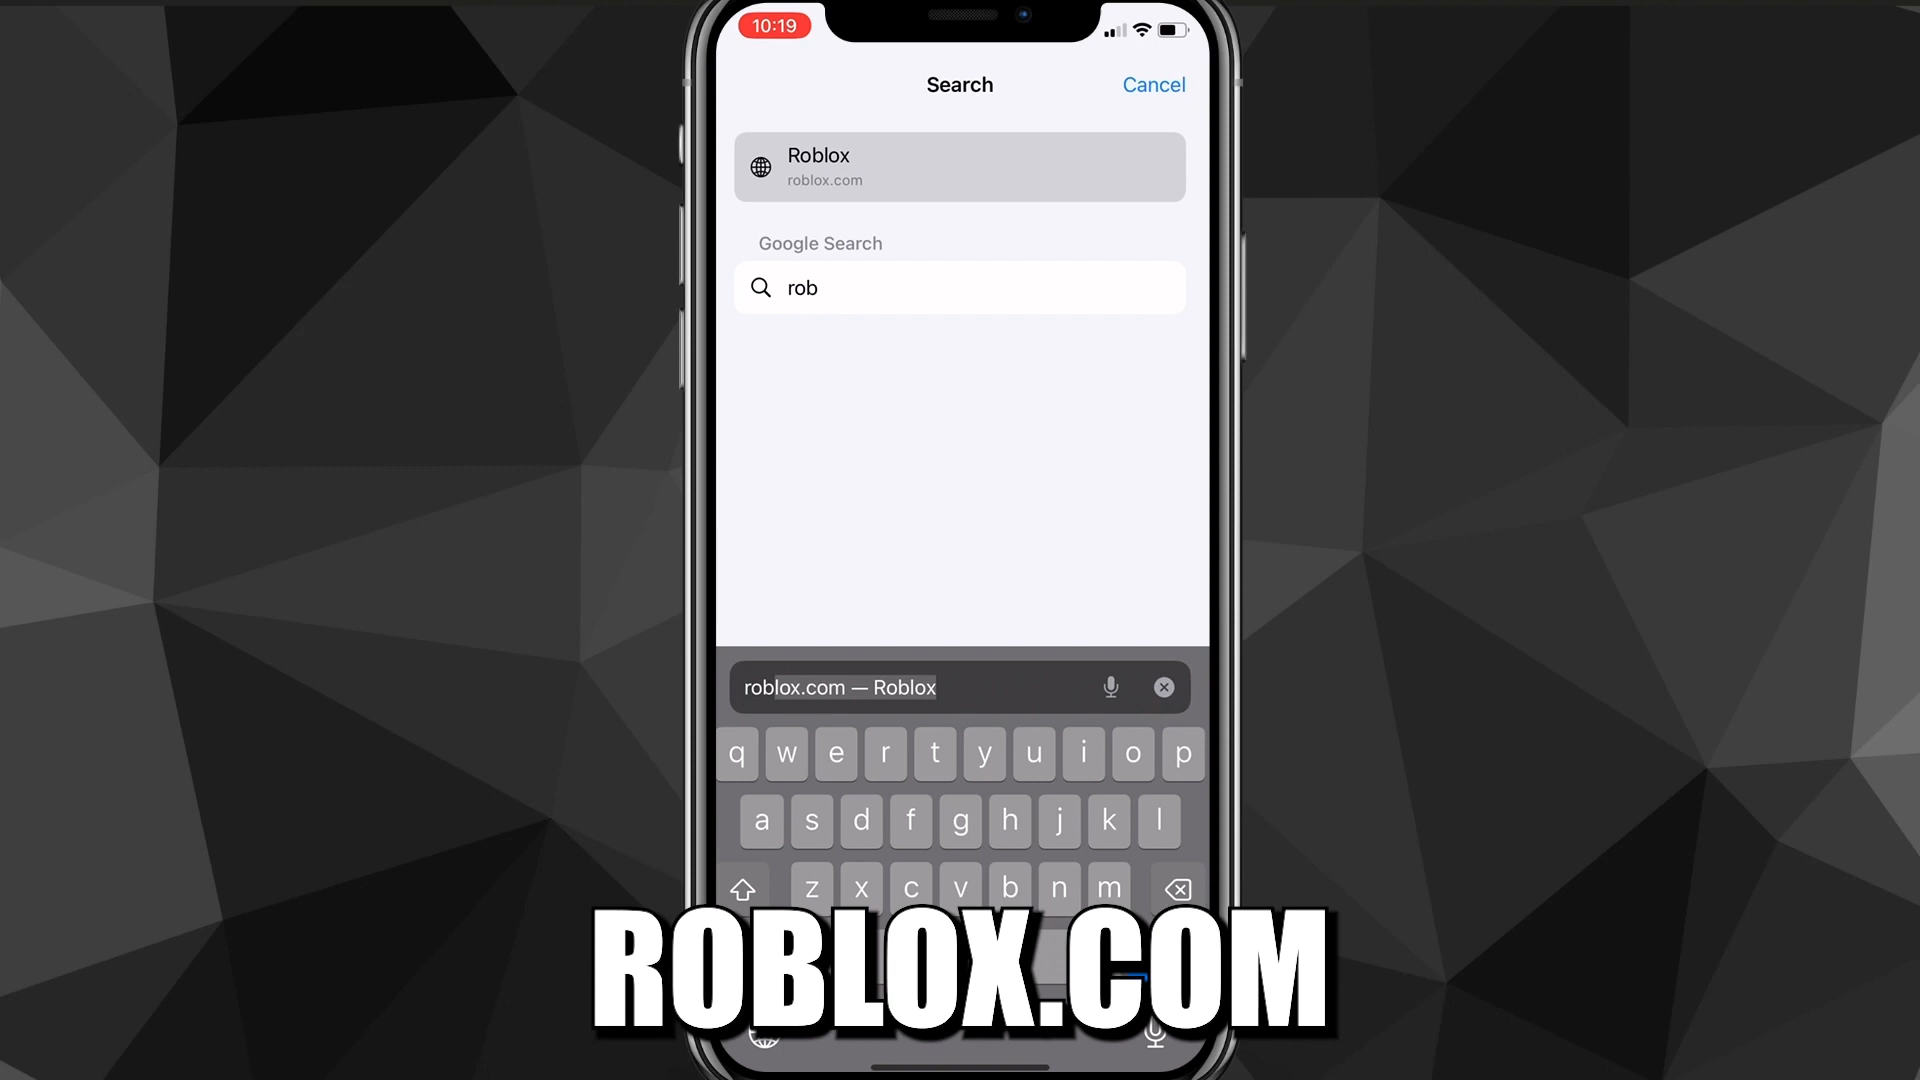 10:19
Search
Cancel
Roblox
roblox.com
Google Search
rob
roblox.com — Roblox
q w e r t y u i o p
a s d f g h j k l
z x c v b n m
ROBLOX.COM